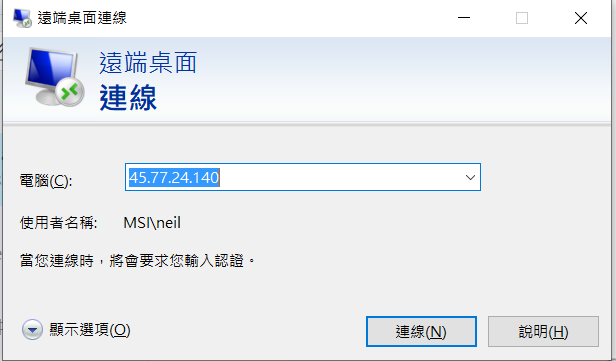 遠端桌面連線
遠端桌面
連線
電腦(C): 45.77.24.140
使用者名稱: MSI\neil
當您連線時，將會要求您輸入認證。
顯示選項(O) 連線(N) 說明(H)